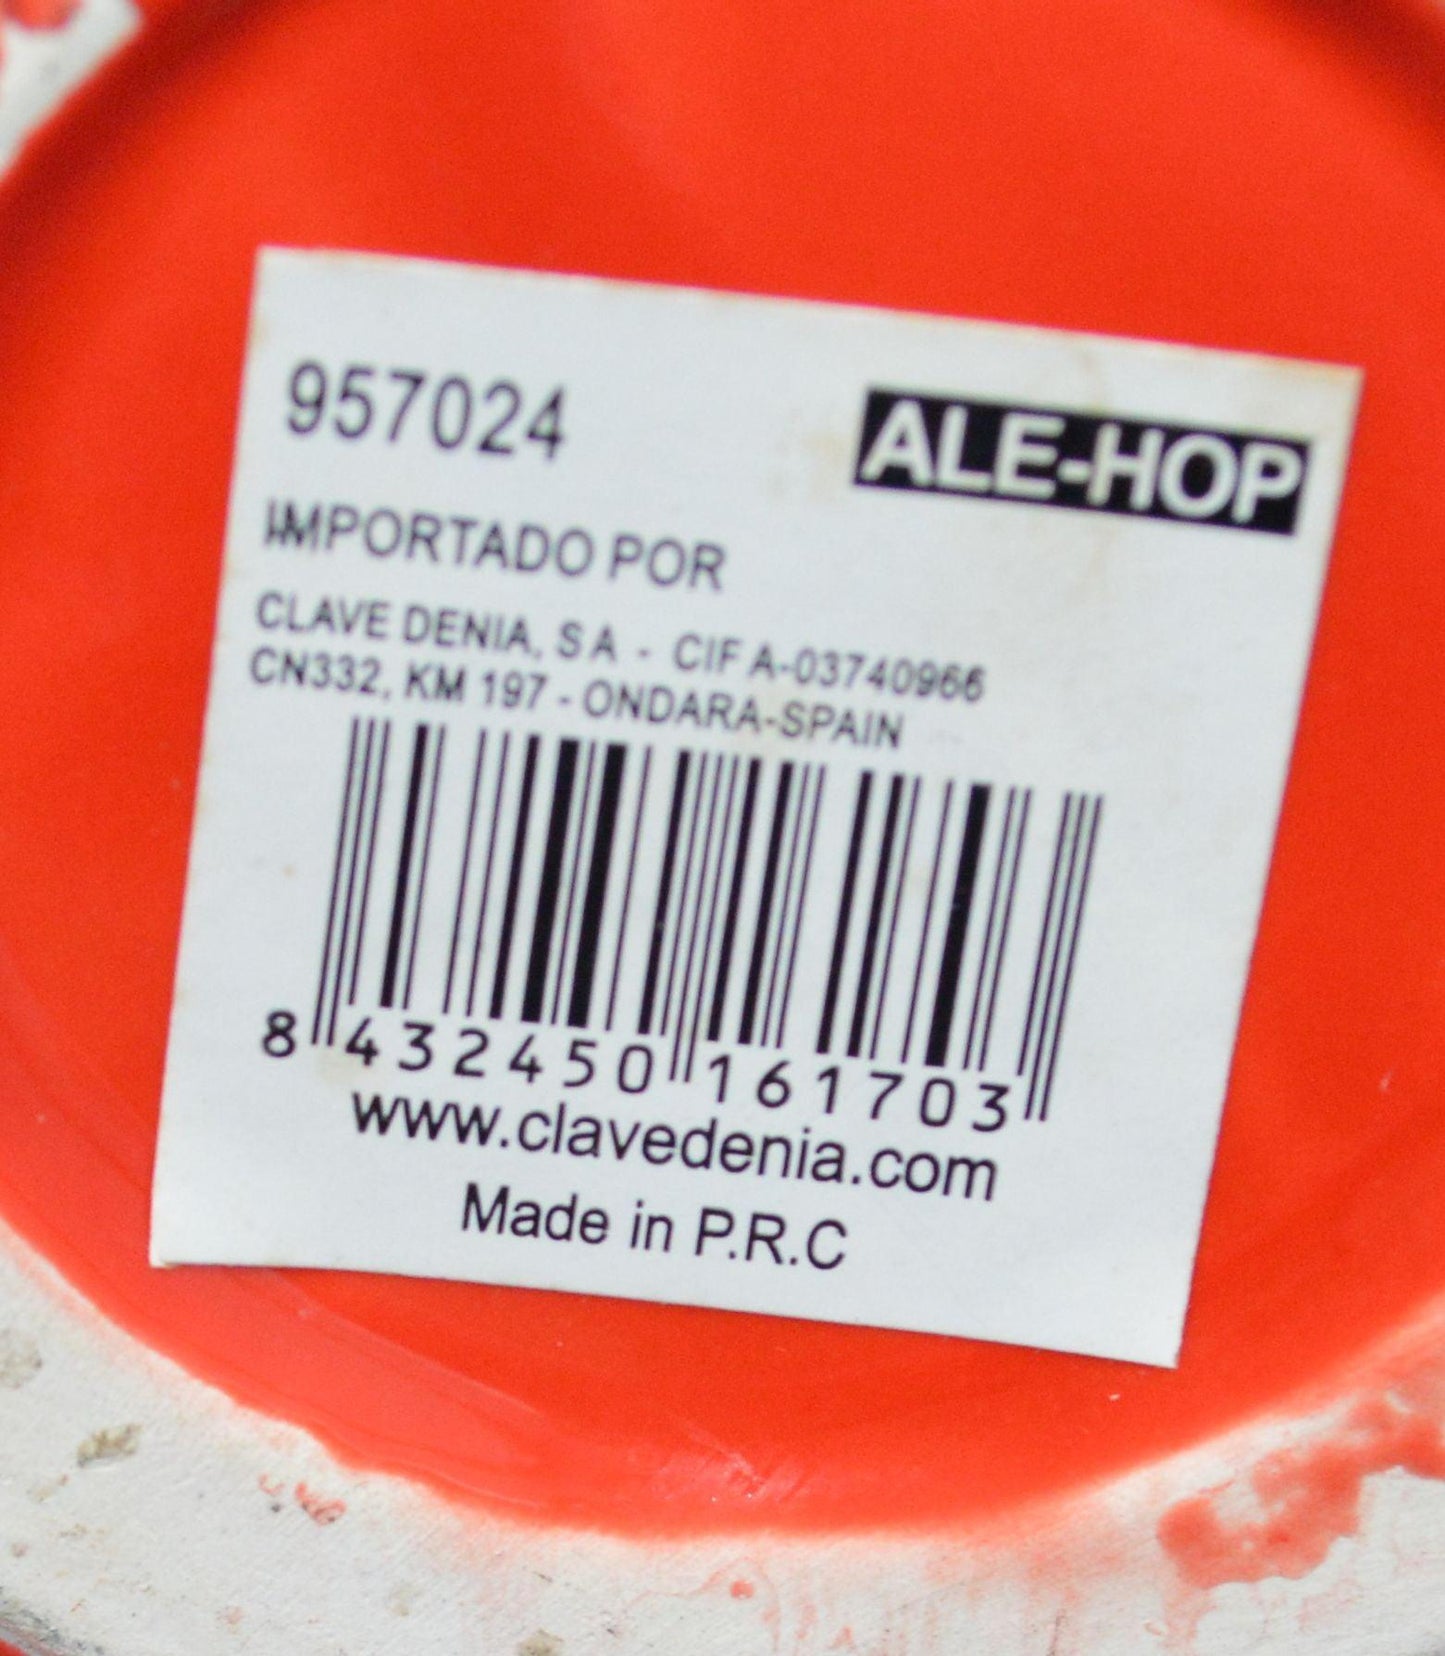 957024
ALE-HOP
IMPORTADO POR
CLAVE DENIA, S A - CIF A-03740966
CN332, KM 197 - ONDARA-SPAIN
8 432450 161703
www.clavedenia.com
Made in P.R.C